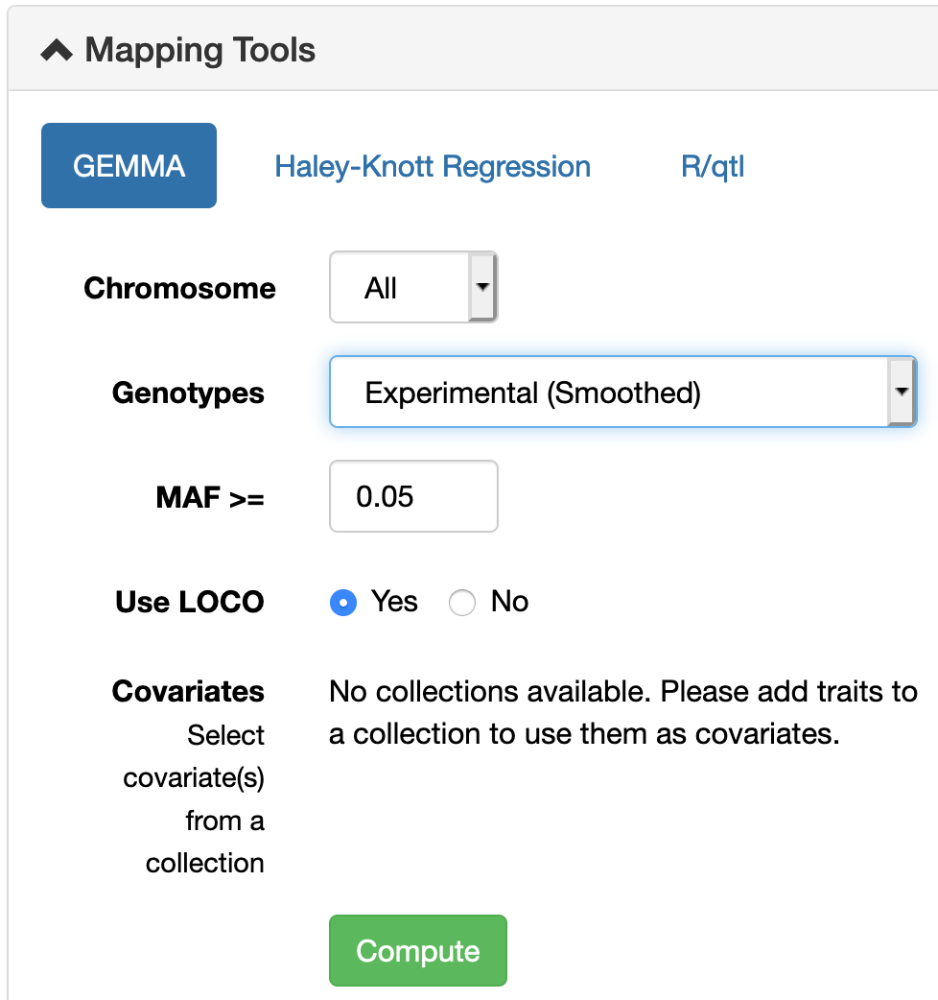 Mapping Tools
GEMMA Haley-Knott Regression R/qtl
Chromosome All
Genotypes Experimental (Smoothed)
MAF >= 0.05
Use LOCO Yes No
Covariates No collections available. Please add traits to
Select a collection to use them as covariates.
covariate(s)
from a
collection
Compute